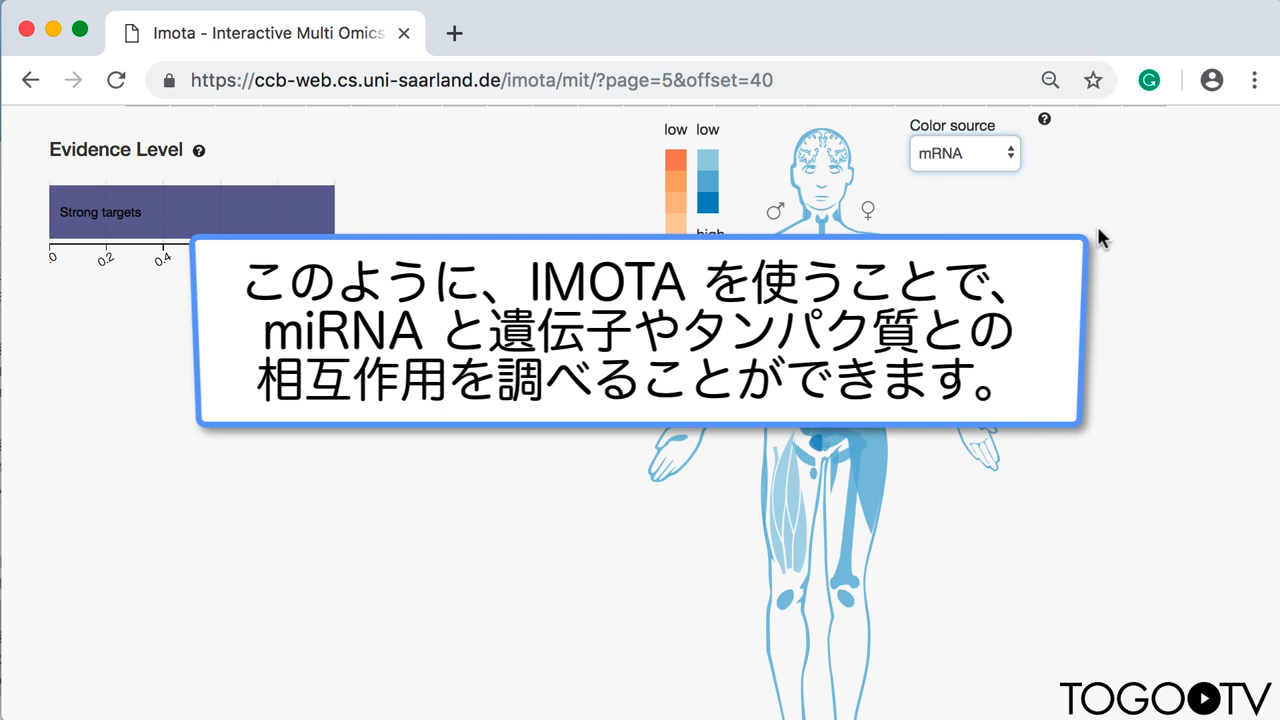 Imota - Interactive Multi Omics
https://ccb-web.cs.uni-saarland.de/imota/mit/?page=5&offset=40
low low
Color source
mRNA
Evidence Level
Strong targets
0 0.2 0.4
high
このように、IMOTA を使うことで、
miRNA と遺伝子やタンパク質との
相互作用を調べることができます。
TOGOTV